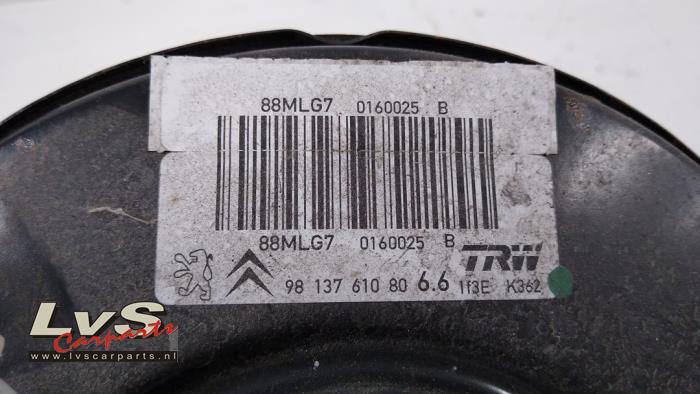 88MLG7 0160025 B
88MLG7 0160025 B
98 137 610 80 6.6 1f3E K362
TRW
LvS
Carparts
www.lvscarparts.nl